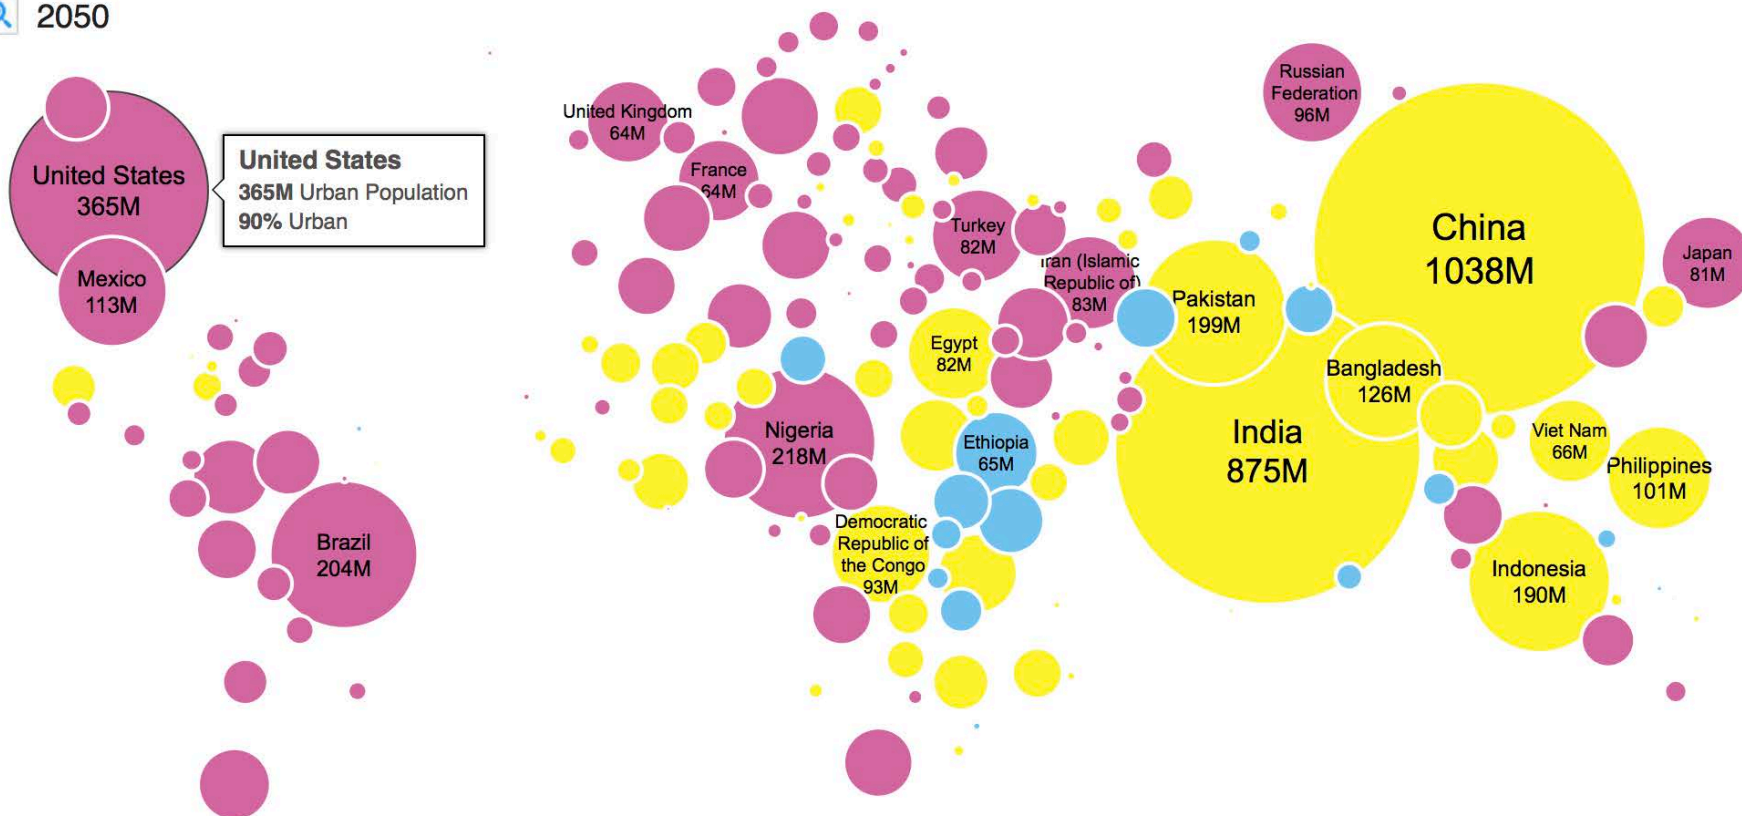 2050
United States
365M
Mexico
113M
United States
365M Urban Population
90% Urban
Brazil
204M
United Kingdom
64M
France
64M
Turkey
82M
Iran (Islamic
Republic of)
83M
Egypt
82M
Nigeria
218M
Ethiopia
65M
Democratic
Republic of
the Congo
93M
Russian
Federation
96M
China
1038M
Japan
81M
Pakistan
199M
Bangladesh
126M
India
875M
Viet Nam
66M
Philippines
101M
Indonesia
190M